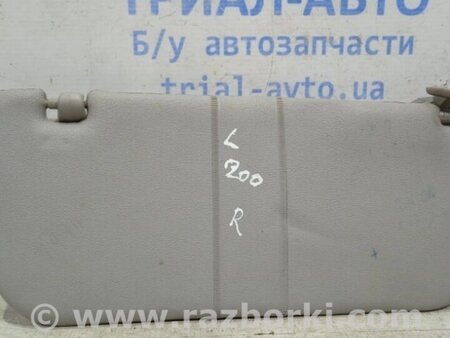 ТРИАЛ-АВТО
Б/у автозапчасти
trial-avto.ua
L
200
R
www.razborki.com